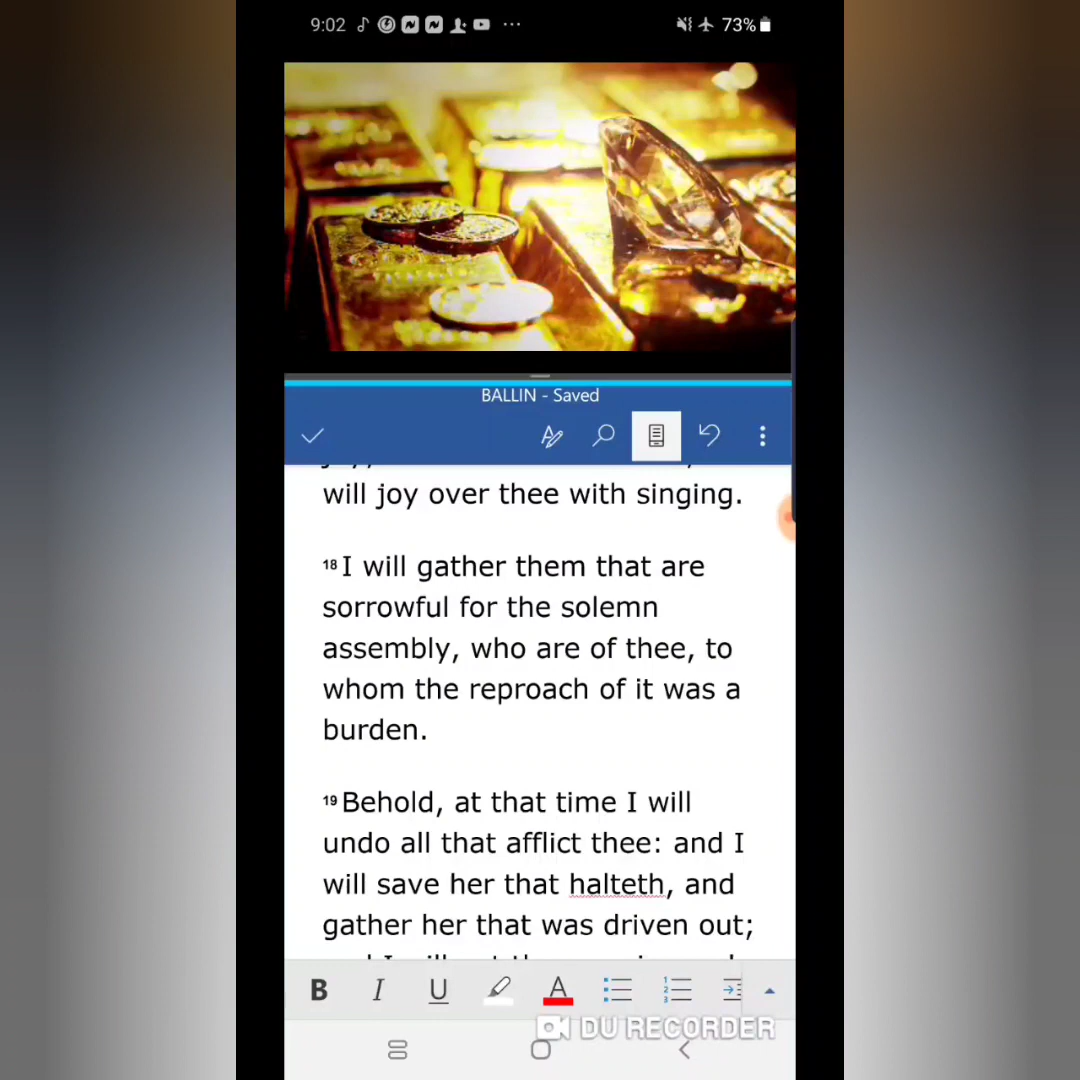 9:02
73%
BALLIN - Saved
will joy over thee with singing.
18 I will gather them that are
sorrowful for the solemn
assembly, who are of thee, to
whom the reproach of it was a
burden.
19 Behold, at that time I will
undo all that afflict thee: and I
will save her that halteth, and
gather her that was driven out;
B I U A
DU RECORDER